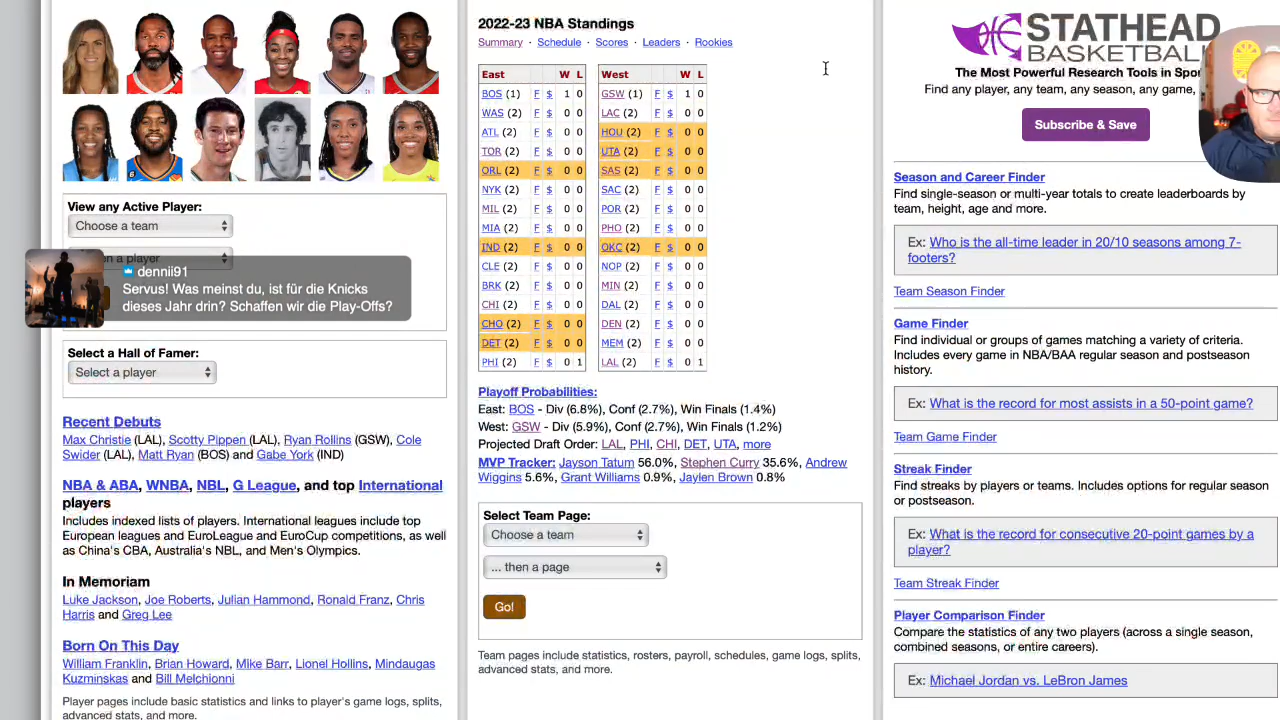 View any Active Player:
Choose a team
n a player
dennii91
Servus! Was meinst du, ist für die Knicks
dieses Jahr drin? Schaffen wir die Play-Offs?
Select a Hall of Famer:
Select a player
Recent Debuts
Max Christie (LAL), Scotty Pippen (LAL), Ryan Rollins (GSW), Cole
Swider (LAL), Matt Ryan (BOS) and Gabe York (IND)
NBA & ABA, WNBA, NBL, G League, and top International
players
Includes indexed lists of players. International leagues include top
European leagues and EuroLeague and EuroCup competitions, as well
as China's CBA, Australia's NBL, and Men's Olympics.
In Memoriam
Luke Jackson, Joe Roberts, Julian Hammond, Ronald Franz, Chris
Harris and Greg Lee
Born On This Day
William Franklin, Brian Howard, Mike Barr, Lionel Hollins, Mindaugas
Kuzminskas and Bill Melchionni
Player pages include basic statistics and links to player's game logs, splits,
advanced stats, and more.
2022-23 NBA Standings
Summary · Schedule · Scores · Leaders · Rookies
East W L
BOS (1) F $ 1 0
WAS (2) F $ 0 0
ATL (2) F $ 0 0
TOR (2) F $ 0 0
ORL (2) F $ 0 0
NYK (2) F $ 0 0
MIL (2) F $ 0 0
MIA (2) F $ 0 0
IND (2) F $ 0 0
CLE (2) F $ 0 0
BRK (2) F $ 0 0
CHI (2) F $ 0 0
CHO (2) F $ 0 0
DET (2) F $ 0 0
PHI (2) F $ 0 1
West W L
GSW (1) F $ 1 0
LAC (2) F $ 0 0
HOU (2) F $ 0 0
UTA (2) F $ 0 0
SAS (2) F $ 0 0
SAC (2) F $ 0 0
POR (2) F $ 0 0
PHO (2) F $ 0 0
OKC (2) F $ 0 0
NOP (2) F $ 0 0
MIN (2) F $ 0 0
DAL (2) F $ 0 0
DEN (2) F $ 0 0
MEM (2) F $ 0 0
LAL (2) F $ 0 1
Playoff Probabilities:
East: BOS - Div (6.8%), Conf (2.7%), Win Finals (1.4%)
West: GSW - Div (5.9%), Conf (2.7%), Win Finals (1.2%)
Projected Draft Order: LAL, PHI, CHI, DET, UTA, more
MVP Tracker: Jayson Tatum 56.0%, Stephen Curry 35.6%, Andrew
Wiggins 5.6%, Grant Williams 0.9%, Jaylen Brown 0.8%
Select Team Page:
Choose a team
... then a page
Go!
Team pages include statistics, rosters, payroll, schedules, game logs, splits,
advanced stats, and more.
STATHEAD
BASKETBALL
The Most Powerful Research Tools in
Find any player, any team, any season, any game,
Subscribe & Save
Season and Career Finder
Find single-season or multi-year totals to create leaderboards by
team, height, age and more.
Ex: Who is the all-time leader in 20/10 seasons among 7-
footers?
Team Season Finder
Game Finder
Find individual or groups of games matching a variety of criteria.
Includes every game in NBA/BAA regular season and postseason
history.
Ex: What is the record for most assists in a 50-point game?
Team Game Finder
Streak Finder
Find streaks by players or teams. Includes options for regular season
or postseason.
Ex: What is the record for consecutive 20-point games by a
player?
Team Streak Finder
Player Comparison Finder
Compare the statistics of any two players (across a single season,
combined seasons, or entire careers).
Ex: Michael Jordan vs. LeBron James